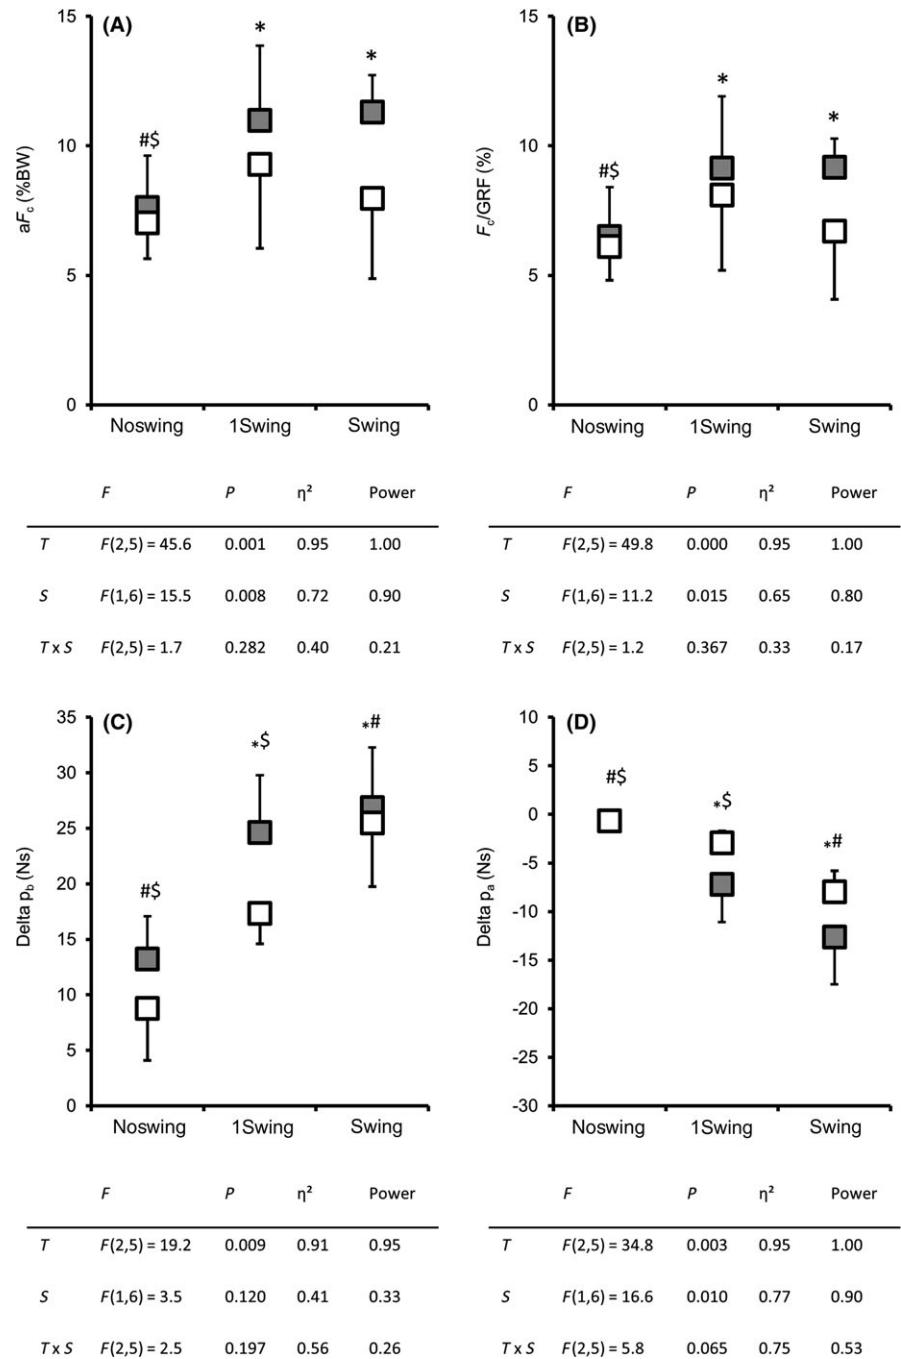 (A)
15
10
5
0
aFc (%BW)
#$
*
*
Noswing 1Swing Swing
(B)
15
10
5
0
Fc/GRF (%)
#$
*
*
Noswing 1Swing Swing
F P η² Power
T F(2,5) = 45.6 0.001 0.95 1.00
S F(1,6) = 15.5 0.008 0.72 0.90
T x S F(2,5) = 1.7 0.282 0.40 0.21
F P η² Power
T F(2,5) = 49.8 0.000 0.95 1.00
S F(1,6) = 11.2 0.015 0.65 0.80
T x S F(2,5) = 1.2 0.367 0.33 0.17
(C)
35
30
25
20
15
10
5
0
Delta pb (Ns)
#$
*$
*#
Noswing 1Swing Swing
(D)
10
5
0
-5
-10
-15
-20
-25
-30
Delta pa (Ns)
#$
*$
*#
Noswing 1Swing Swing
F P η² Power
T F(2,5) = 19.2 0.009 0.91 0.95
S F(1,6) = 3.5 0.120 0.41 0.33
T x S F(2,5) = 2.5 0.197 0.56 0.26
F P η² Power
T F(2,5) = 34.8 0.003 0.95 1.00
S F(1,6) = 16.6 0.010 0.77 0.90
T x S F(2,5) = 5.8 0.065 0.75 0.53